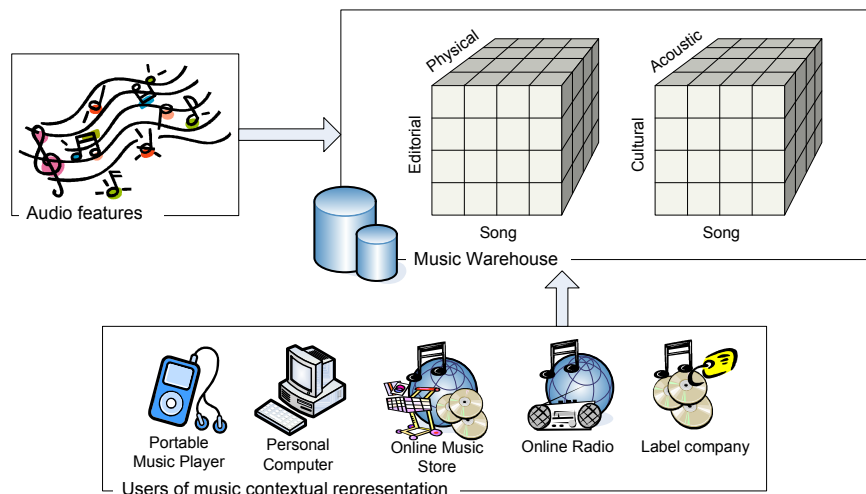 Physical
Editorial
Song
Acoustic
Cultural
Song
Audio features
Music Warehouse
Portable
Music Player
Personal
Computer
Online Music
Store
Online Radio
Label company
Users of music contextual representation